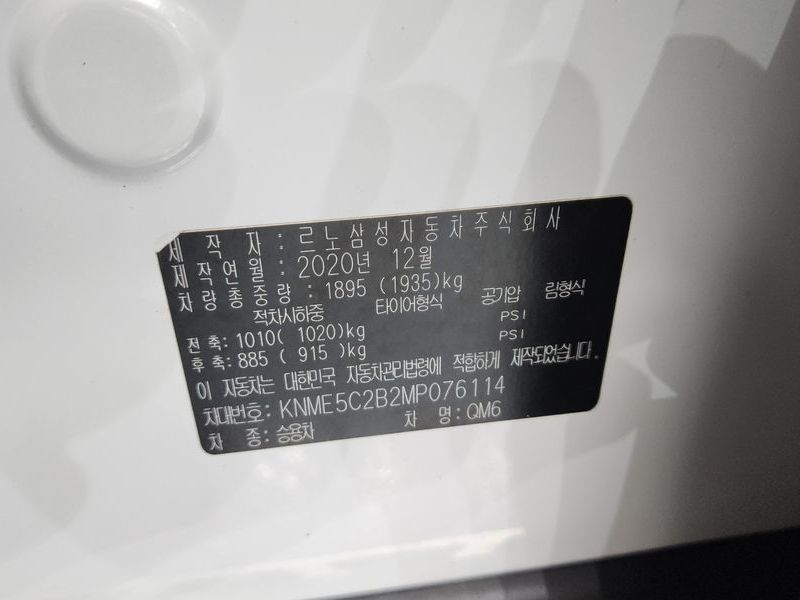 제 작 자 : 르노삼성자동차주식회사
제작연월 : 2020년 12월
차량총중량 : 1895 (1935)kg
적차시하중 타이어형식 공기압 림형식
전 축: 1010( 1020)kg PSI
후 축: 885 ( 915 )kg PSI
이 자동차는 대한민국 자동차관리법령에 적합하게 제작되었습니다.
차대번호: KNME5C2B2MP076114
차 종: 승용차 차 명: QM6